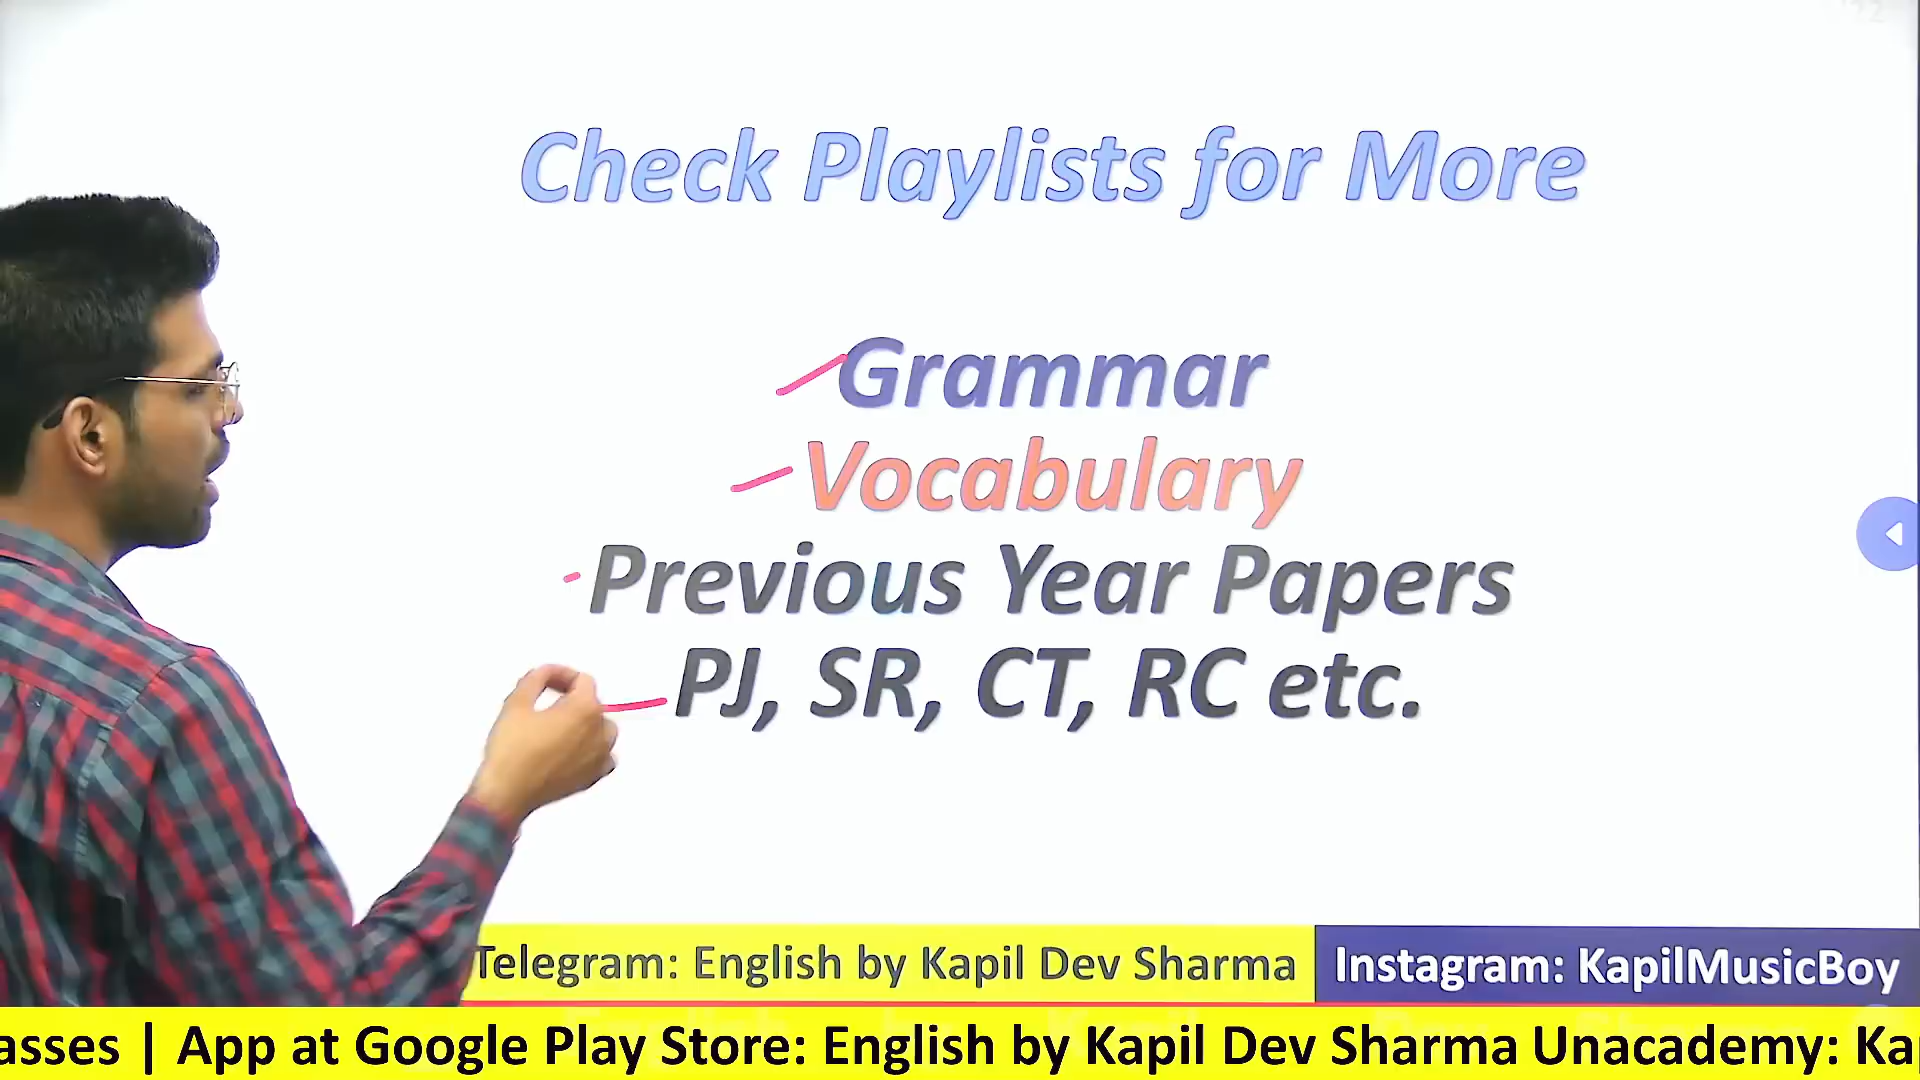 Check Playlists for More
Grammar
Vocabulary
Previous Year Papers
PJ, SR, CT, RC etc.
Telegram: English by Kapil Dev Sharma
Instagram: KapilMusicBoy
asses | App at Google Play Store: English by Kapil Dev Sharma Unacademy: Ka